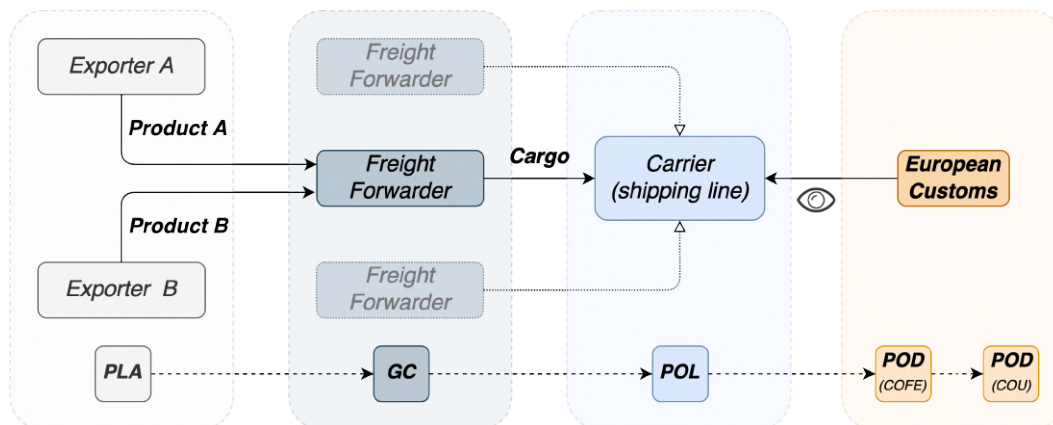 Exporter A
Freight
Forwarder
Product A
Freight
Forwarder
Cargo
Carrier
(shipping line)
European
Customs
Product B
Exporter B
Freight
Forwarder
PLA
GC
POL
POD
(COFE)
POD
(COU)